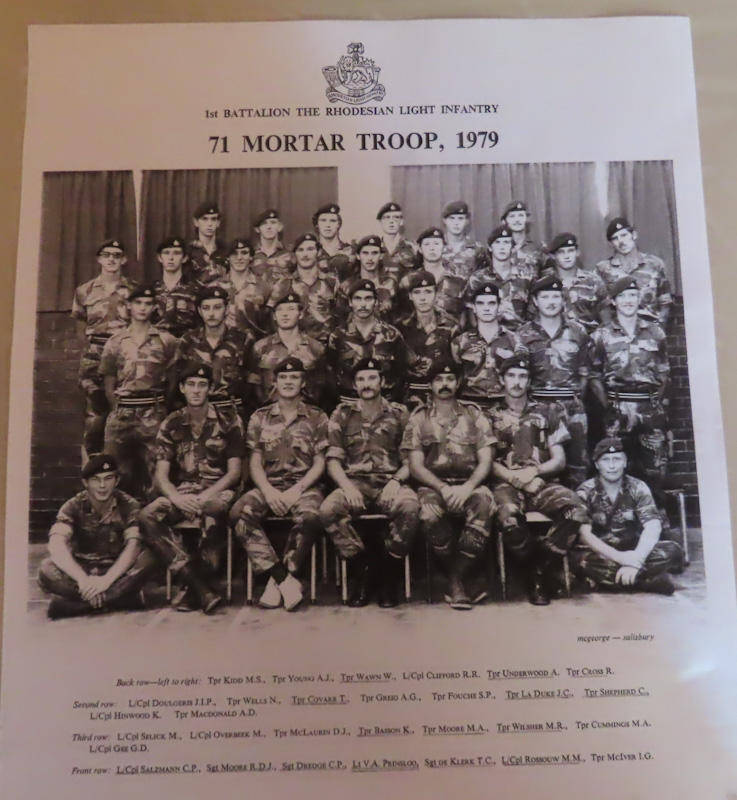 1st BATTALION THE RHODESIAN LIGHT INFANTRY
71 MORTAR TROOP, 1979
mcgeorge — salisbury
Back row—left to right: Tpr KIDD M.S., Tpr YOUNG A.J., Tpr WAWN W., L/Cpl CLIFFORD R.R. Tpr UNDERWOOD A. Tpr CROSS R.
Second row: L/Cpl DOULGERIS J.I.P., Tpr WELLS N., Tpr COVARR T., Tpr GREIG A.G., Tpr FOUCHE S.P., Tpr LA DUKE J.C., Tpr SHEPHERD C.,
L/Cpl HINWOOD K. Tpr MACDONALD A.D.
Third row: L/Cpl SELICK M., L/Cpl OVERBEEK M., Tpr McLAURIN D.J., Tpr BASSON K., Tpr MOORE M.A., Tpr WILSHER M.R., Tpr CUMMINGS M.A.
L/Cpl GEE G.D.
Front row: L/Cpl SALZMANN C.P., Sgt MOORE R.D.J., Sgt DREDGE C.P., Lt V.A. PRINSLOO, Sgt DE KLERK T.C., L/Cpl ROSSOUW M.M., Tpr McIVER I.G.